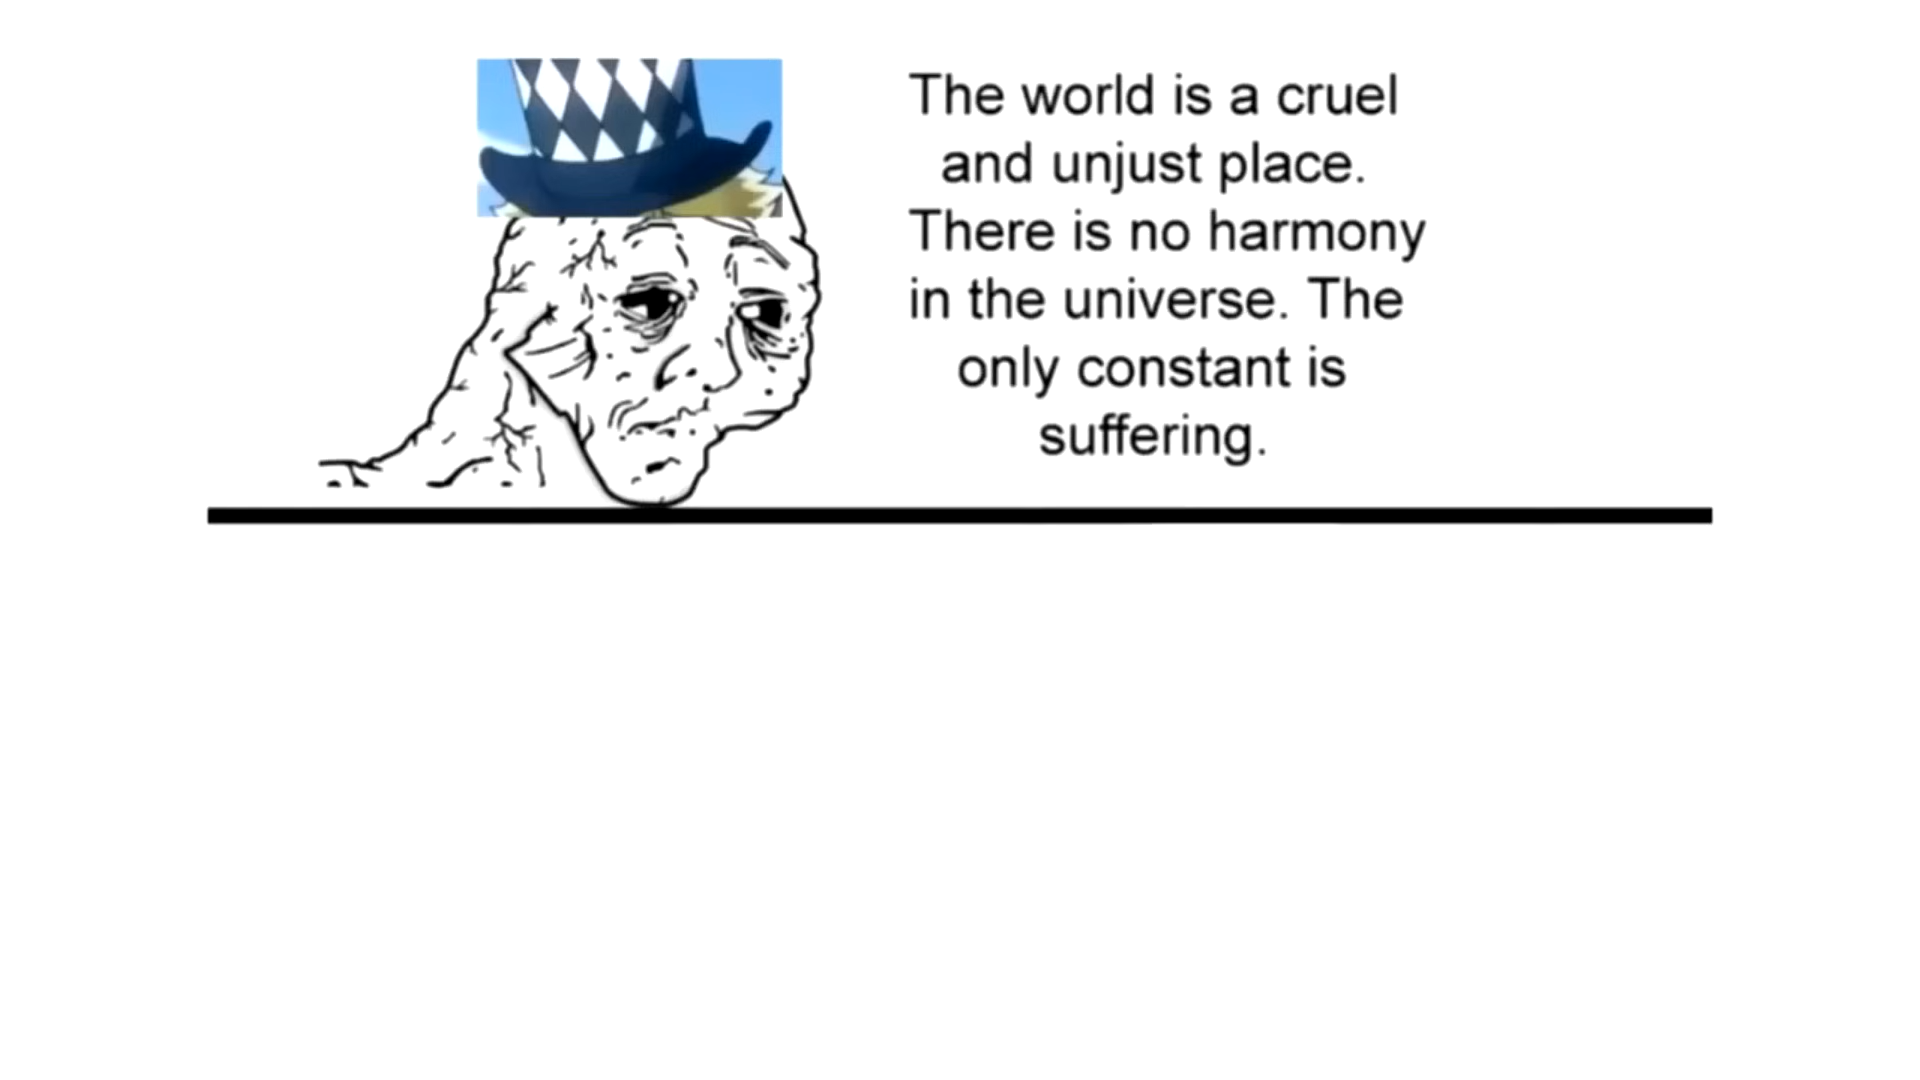 The world is a cruel
and unjust place.
There is no harmony
in the universe. The
only constant is
suffering.